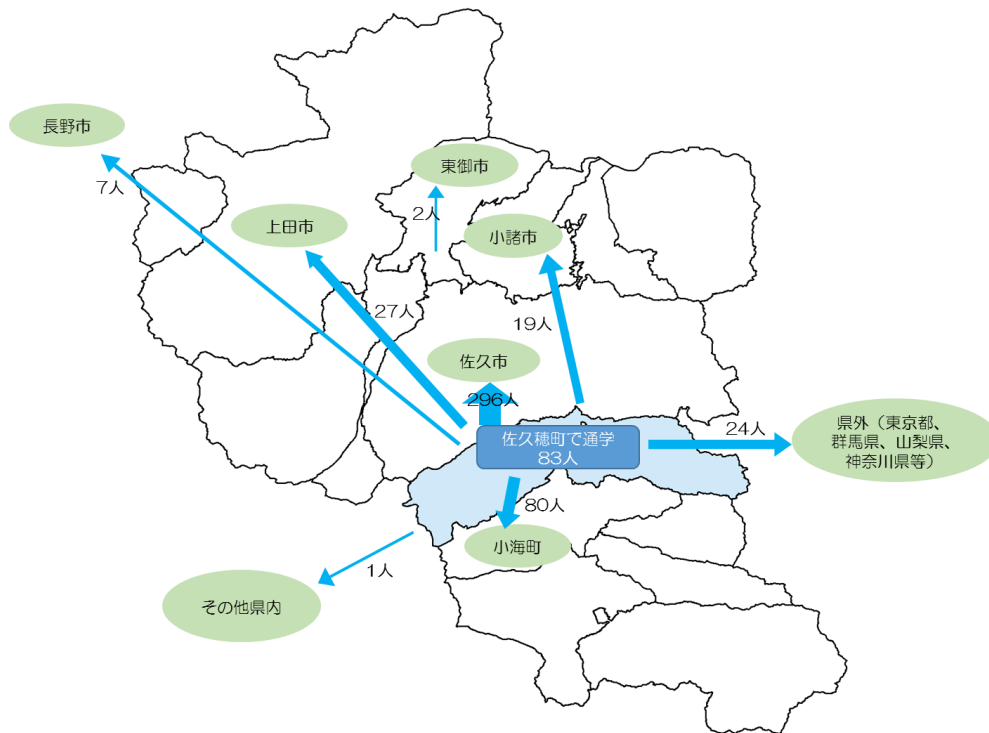 長野市
7人
東御市
2人
上田市
小諸市
27人
19人
佐久市
296人
佐久穂町で通学
83人
24人
県外（東京都、
群馬県、山梨県、
神奈川県等）
80人
小海町
1人
その他県内